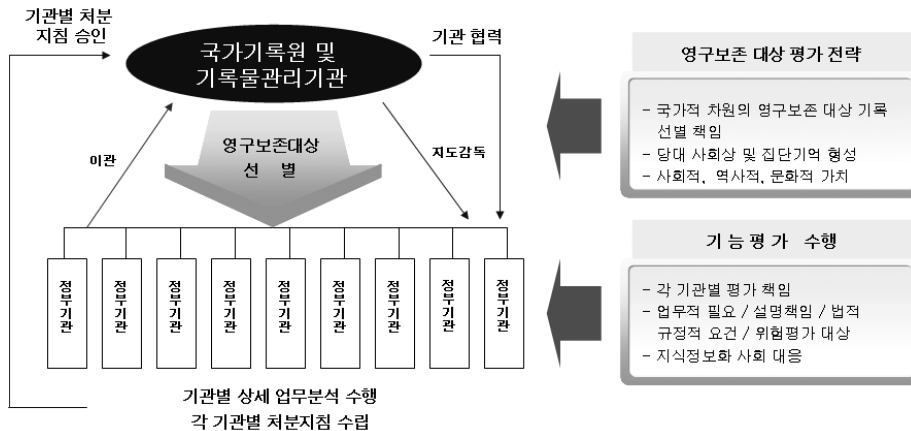 기관별 처분
지침 승인
국가기록원 및
기록물관리기관
기관 협력
이관
영구보존대상
선 별
지도감독
정부기관
정부기관
정부기관
정부기관
정부기관
정부기관
정부기관
정부기관
정부기관
기관별 상세 업무분석 수행
각 기관별 처분지침 수립
영구보존 대상 평가 전략
- 국가적 차원의 영구보존 대상 기록
선별 책임
- 당대 사회상 및 집단기억 형성
- 사회적, 역사적, 문화적 가치
기 능 평 가 수행
- 각 기관별 평가 책임
- 업무적 필요 / 설명책임 / 법적
규정적 요건 / 위험평가 대상
- 지식정보화 사회 대응